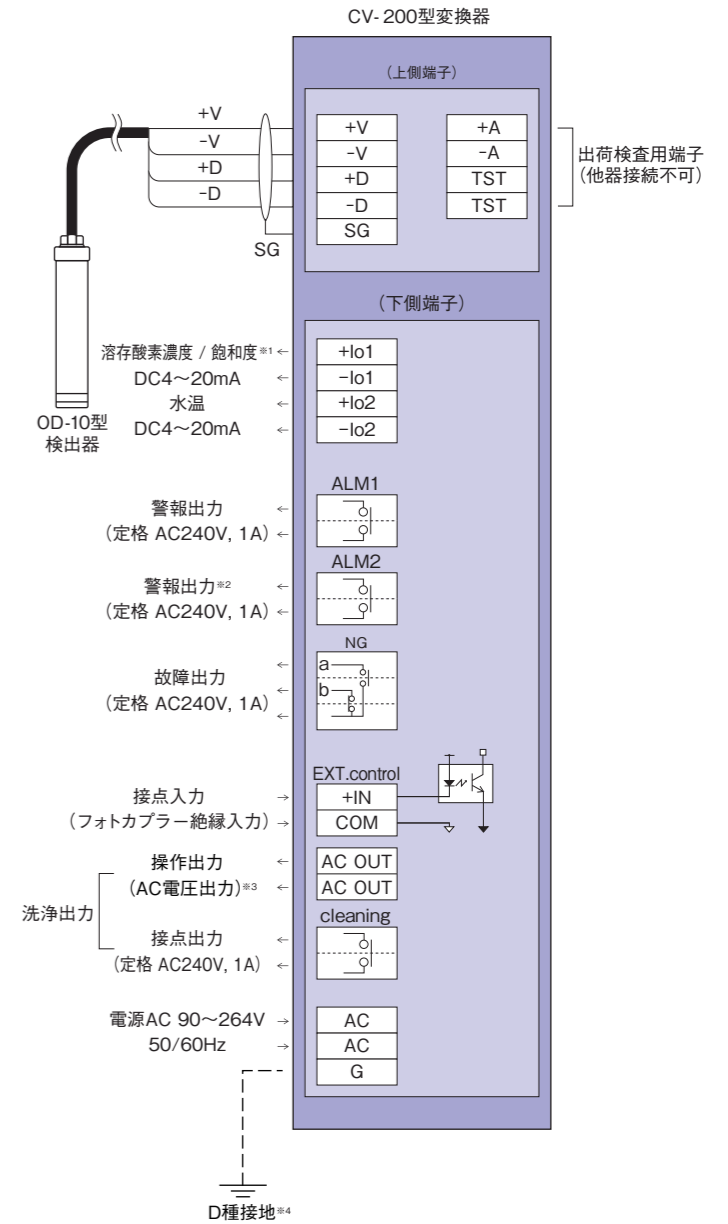 CV-200型変換器
（上側端子）
+V
−V
+D
−D
SG
+V
-V
+D
-D
SG
+A
-A
TST
TST
出荷検査用端子
（他器接続不可）
OD-10型
検出器
（下側端子）
溶存酸素濃度 / 飽和度※1 ←
DC4～20mA ←
水温 ←
DC4～20mA ←
+Io1
−Io1
+Io2
−Io2
ALM1
警報出力 ←
（定格 AC240V, 1A） ←
ALM2
警報出力※2 ←
（定格 AC240V, 1A） ←
NG
a
b
故障出力
（定格 AC240V, 1A）
EXT.control
接点入力 →
（フォトカプラー絶縁入力） →
+IN
COM
洗浄出力
操作出力 ←
（AC電圧出力）※3 ←
AC OUT
AC OUT
cleaning
接点出力 ←
（定格 AC240V, 1A） ←
電源AC 90～264V →
50/60Hz →
AC
AC
G
D種接地※4